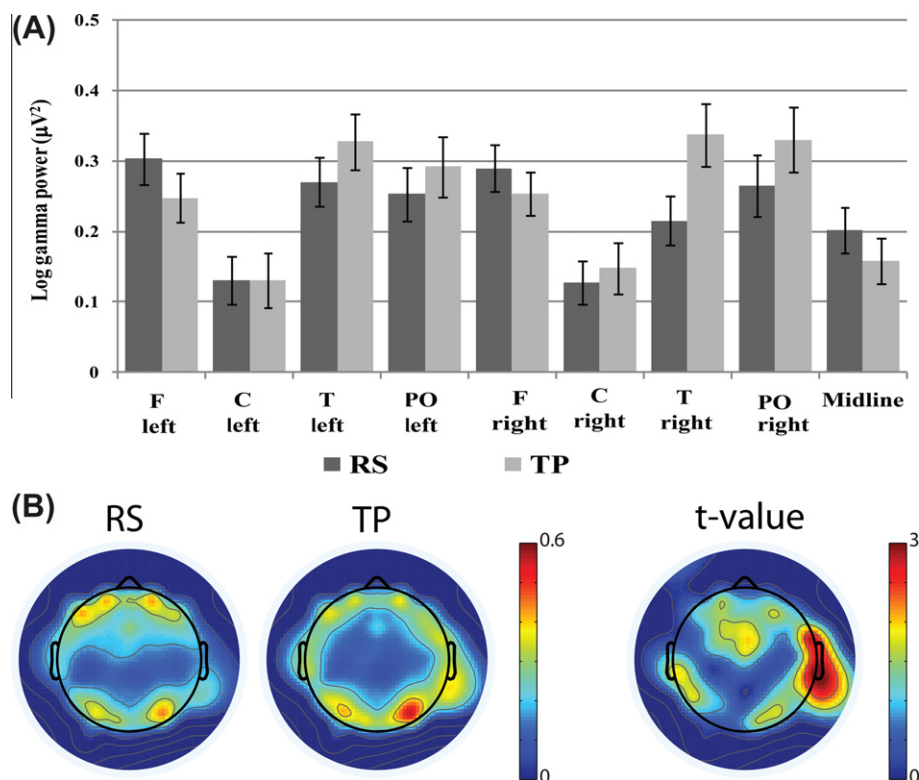 (A)
Log gamma power (μV²)
0.5
0.4
0.3
0.2
0.1
0
F left
C left
T left
PO left
F right
C right
T right
PO right
Midline
RS TP
(B)
RS TP t-value
0.6 3
0 0